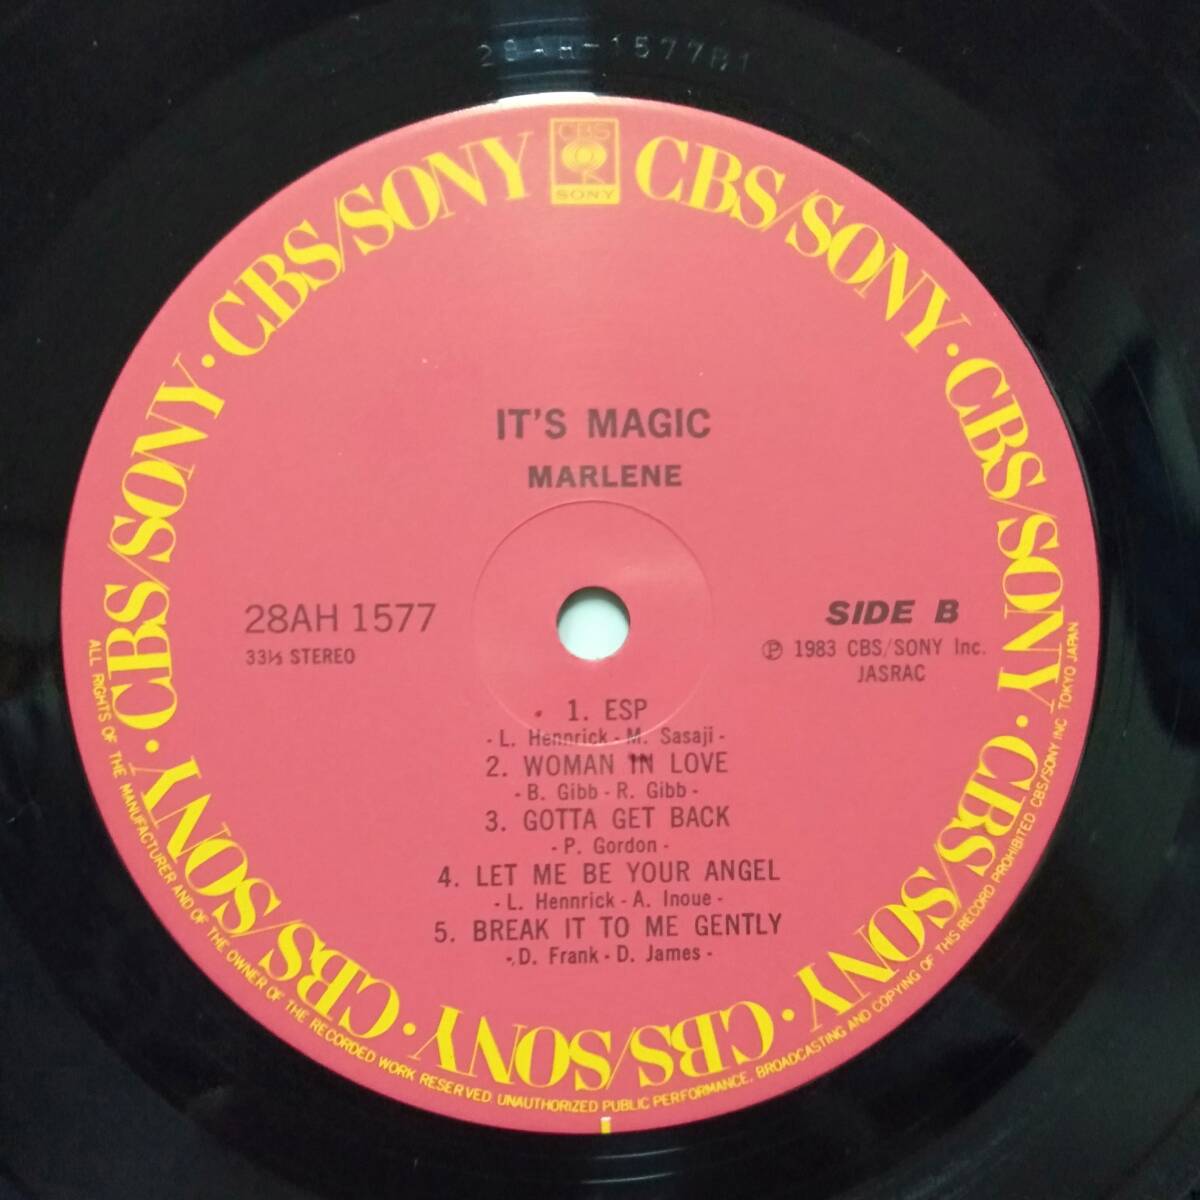 28AH-1577B1
CBS
SONY
CBS/SONY · CBS/SONY · CBS/SONY · CBS/SONY · CBS/SONY · CBS/SONY · CBS/SONY · CBS/SONY · CBS/SONY
IT'S MAGIC
MARLENE
28AH 1577
33⅓ STEREO
SIDE B
℗ 1983 CBS/SONY Inc.
JASRAC
1. ESP
- L. Hennrick - M. Sasaji -
2. WOMAN IN LOVE
- B. Gibb - R. Gibb -
3. GOTTA GET BACK
- P. Gordon -
4. LET ME BE YOUR ANGEL
- L. Hennrick - A. Inoue -
5. BREAK IT TO ME GENTLY
- D. Frank - D. James -
ALL RIGHTS OF THE MANUFACTURER AND OF THE OWNER OF THE RECORDED WORK RESERVED. UNAUTHORIZED PUBLIC PERFORMANCE, BROADCASTING AND COPYING OF THIS RECORD PROHIBITED CBS/SONY INC TOKYO JAPAN